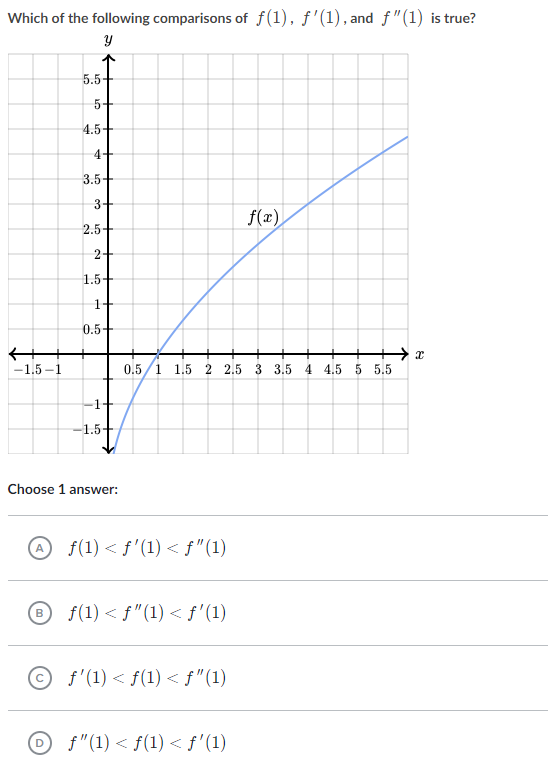 Which of the following comparisons of f(1), f′(1), and f″(1) is true?
y
5.5
5
4.5
4
3.5
3
2.5
2
1.5
1
0.5
f(x)
x
−1.5 −1 0.5 1 1.5 2 2.5 3 3.5 4 4.5 5 5.5
−1
−1.5
Choose 1 answer:
A f(1) < f′(1) < f″(1)
B f(1) < f″(1) < f′(1)
C f′(1) < f(1) < f″(1)
D f″(1) < f(1) < f′(1)